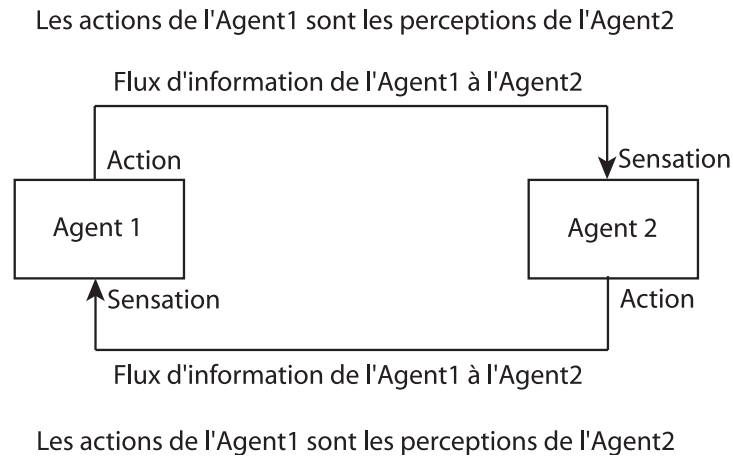 Les actions de l'Agent1 sont les perceptions de l'Agent2
Flux d'information de l'Agent1 à l'Agent2
Action
Sensation
Agent 1
Agent 2
Sensation
Action
Flux d'information de l'Agent1 à l'Agent2
Les actions de l'Agent1 sont les perceptions de l'Agent2